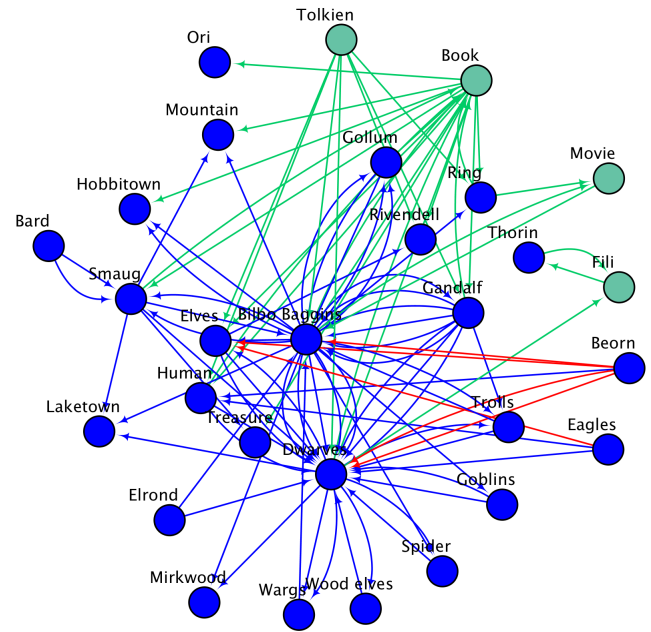 Tolkien
Ori
Book
Mountain
Gollum
Movie
Ring
Hobbitown
Rivendell
Bard
Thorin
Fili
Smaug
Gandalf
Elves
Bilbo Baggins
Beorn
Human
Laketown
Treasure
Trolls
Eagles
Dwarves
Goblins
Elrond
Spider
Mirkwood
Wargs
Wood elves